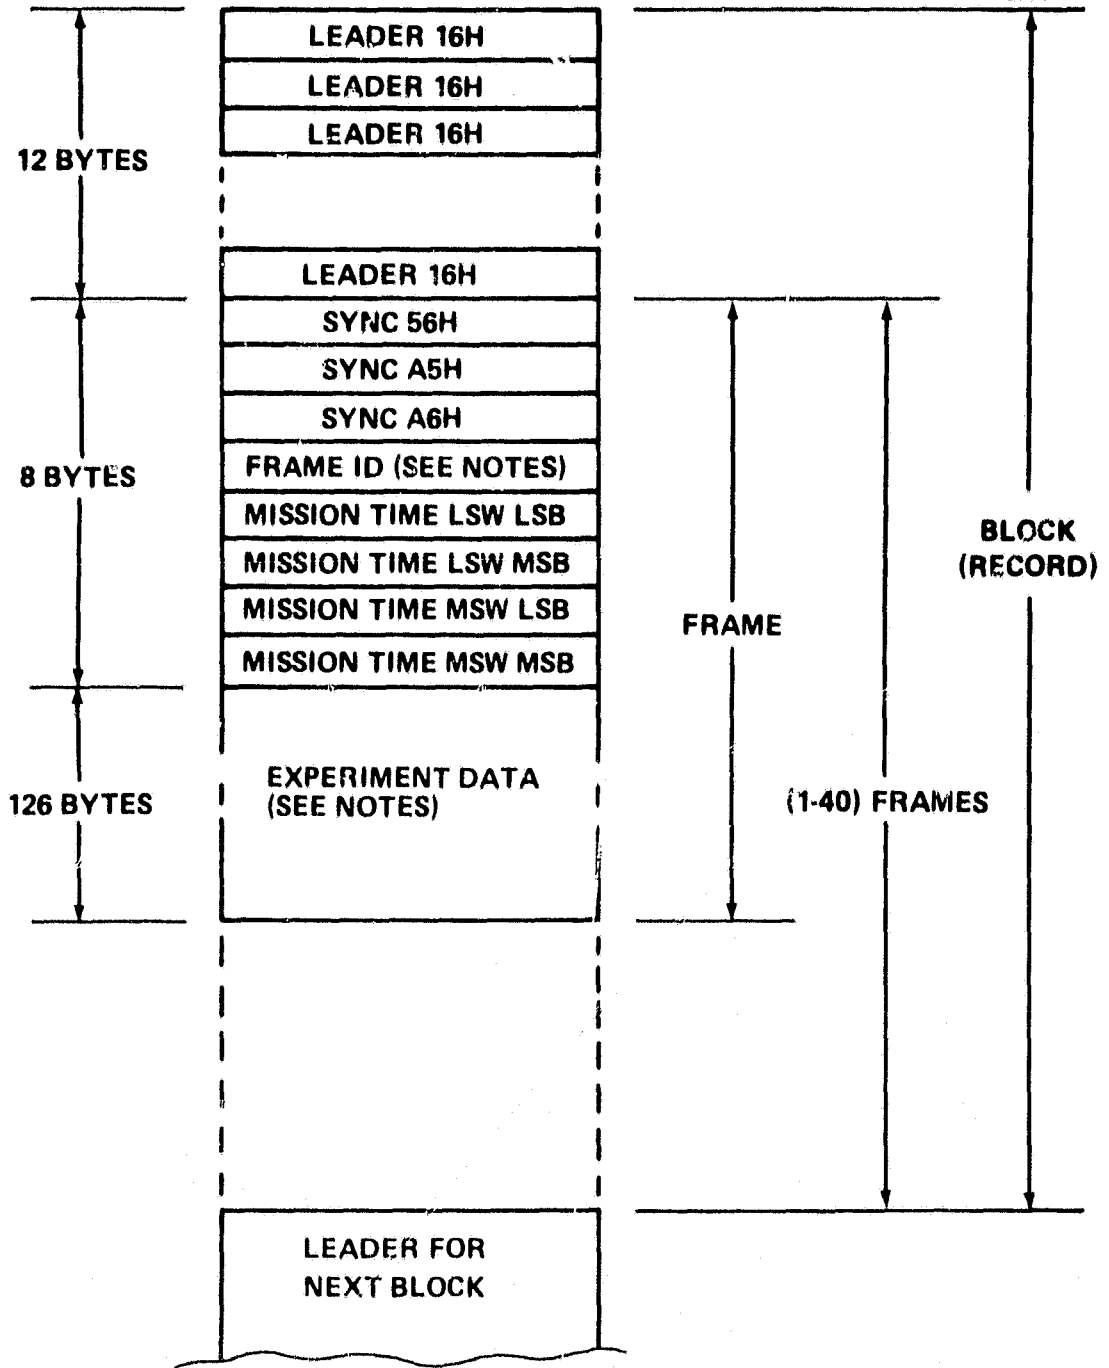 LEADER 16H
LEADER 16H
LEADER 16H
12 BYTES
LEADER 16H
SYNC 56H
SYNC A5H
SYNC A6H
FRAME ID (SEE NOTES)
8 BYTES
MISSION TIME LSW LSB
MISSION TIME LSW MSB
MISSION TIME MSW LSB
MISSION TIME MSW MSB
BLOCK
(RECORD)
FRAME
EXPERIMENT DATA
(SEE NOTES)
126 BYTES
(1-40) FRAMES
LEADER FOR
NEXT BLOCK